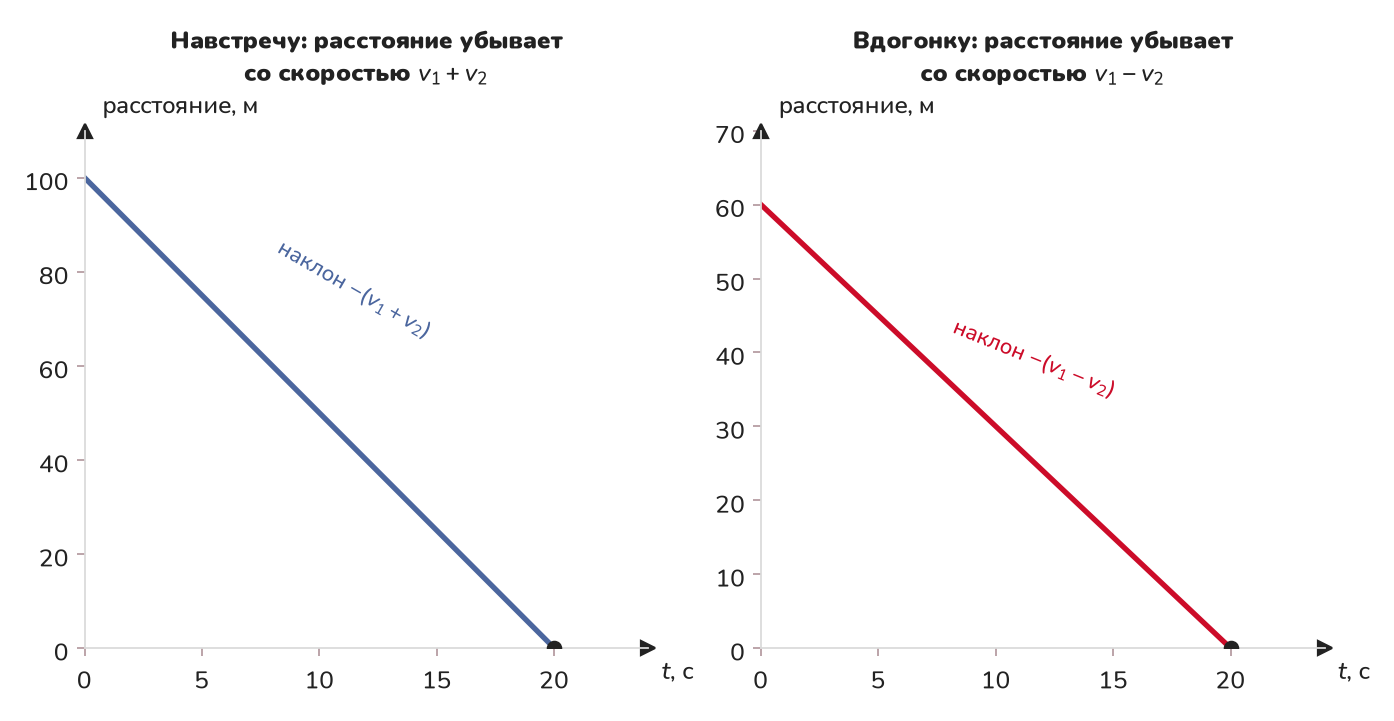 Навстречу: расстояние убывает
со скоростью v₁ + v₂
расстояние, м
100
80
60
40
20
0
наклон −(v₁ + v₂)
0 5 10 15 20
t, с
Вдогонку: расстояние убывает
со скоростью v₁ − v₂
расстояние, м
70
60
50
40
30
20
10
0
наклон −(v₁ − v₂)
0 5 10 15 20
t, с